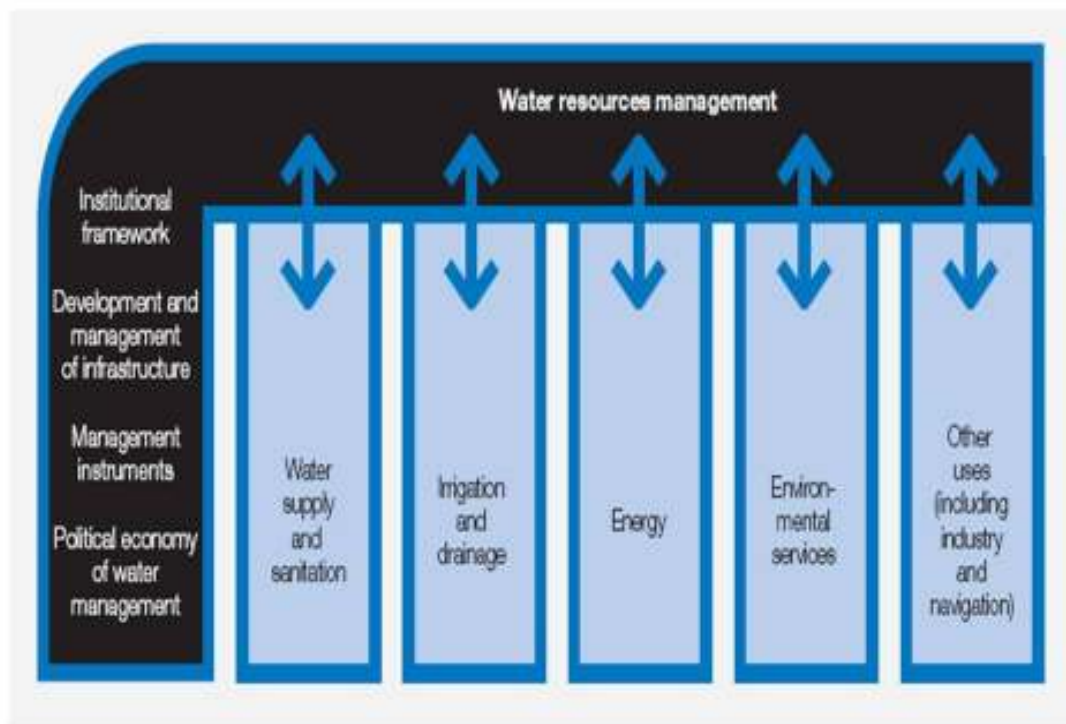 Water resources management
Institutional
framework
Development and
management
of infrastructure
Management
instruments
Political economy
of water
management
Water
supply
and
sanitation
Irrigation
and
drainage
Energy
Environ-
mental
services
Other
uses
(including
industry
and
navigation)